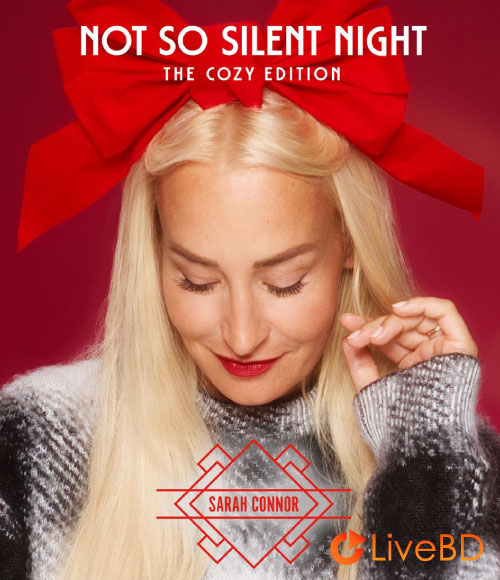 NOT SO SILENT NIGHT
THE COZY EDITION
SARAH CONNOR
LiveBD